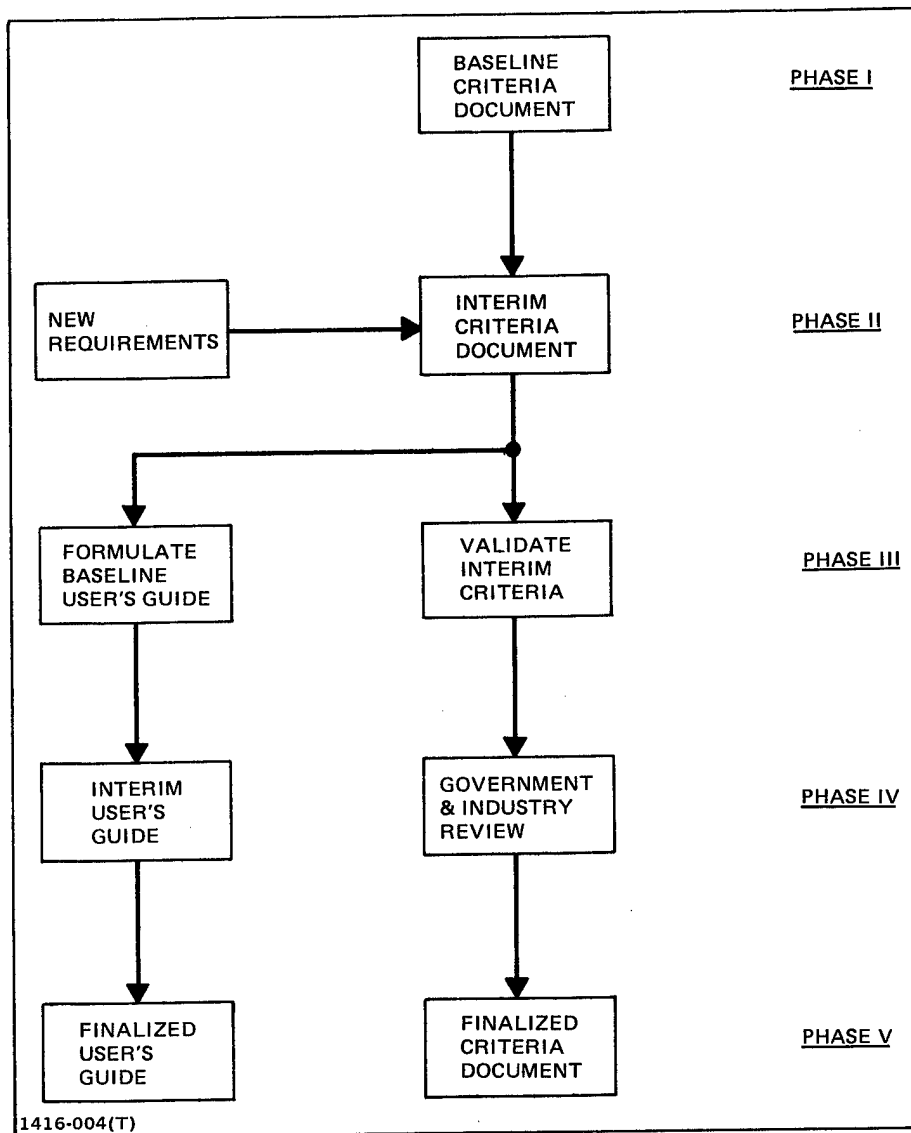 BASELINE
CRITERIA
DOCUMENT
PHASE I
NEW
REQUIREMENTS
INTERIM
CRITERIA
DOCUMENT
PHASE II
FORMULATE
BASELINE
USER'S GUIDE
VALIDATE
INTERIM
CRITERIA
PHASE III
INTERIM
USER'S
GUIDE
GOVERNMENT
& INDUSTRY
REVIEW
PHASE IV
FINALIZED
USER'S
GUIDE
FINALIZED
CRITERIA
DOCUMENT
PHASE V
1416-004(T)